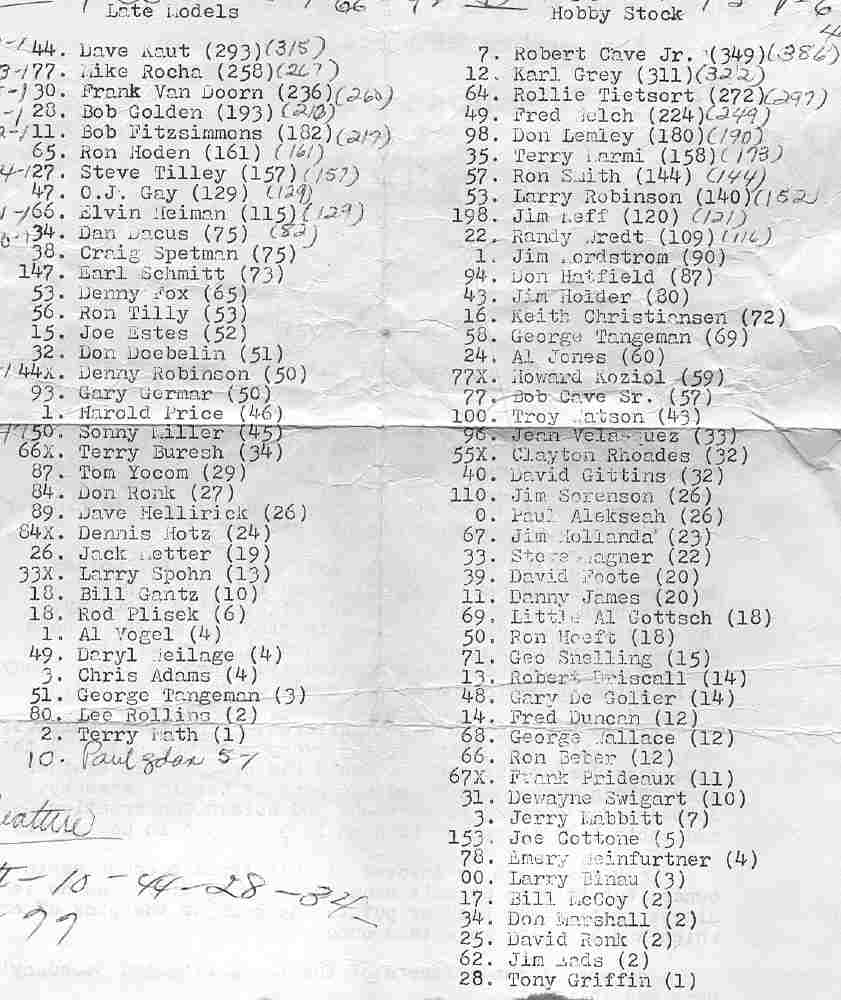 Late Models
44. Dave Kaut (293) (315)
77. Mike Rocha (258) (267)
30. Frank Van Doorn (236) (260)
28. Bob Golden (193) (210)
11. Bob Fitzsimmons (182) (217)
65. Ron Hoden (161) (161)
27. Steve Tilley (157) (157)
47. O.J. Gay (129) (129)
66. Elvin Heiman (115) (129)
34. Dan Dacus (75) (82)
38. Craig Spetman (75)
147. Earl Schmitt (73)
53. Denny Fox (65)
56. Ron Tilly (53)
15. Joe Estes (52)
32. Don Doebelin (51)
44X. Denny Robinson (50)
93. Gary Germar (50)
1. Harold Price (46)
50. Sonny Miller (45)
66X. Terry Buresh (34)
87. Tom Yocom (29)
84. Don Ronk (27)
89. Dave Hellirick (26)
84X. Dennis Hotz (24)
26. Jack Ketter (19)
33X. Larry Spohn (13)
18. Bill Gantz (10)
18. Rod Plisek (6)
1. Al Vogel (4)
49. Daryl Heilage (4)
3. Chris Adams (4)
51. George Tangeman (3)
80. Lee Rollins (2)
2. Terry Math (1)
10. Paul Zdan 57
Feature
10-44-28-34
Hobby Stock
7. Robert Cave Jr. (349) (386)
12. Karl Grey (311) (322)
64. Rollie Tietsort (272) (297)
49. Fred Belch (224) (249)
98. Don Lemley (180) (190)
35. Terry Harmi (158) (173)
57. Ron Smith (144) (144)
53. Larry Robinson (140) (152)
198. Jim Neff (120) (121)
22. Randy Wredt (109) (116)
1. Jim Nordstrom (90)
94. Don Hatfield (87)
43. Jim Holder (80)
16. Keith Christiansen (72)
58. George Tangeman (69)
24. Al Jones (60)
77X. Howard Koziol (59)
77. Bob Cave Sr. (57)
100. Troy Watson (43)
96. Jean Velasquez (33)
55X. Clayton Rhoades (32)
40. David Gittins (32)
110. Jim Sorenson (26)
0. Paul Alekseah (26)
67. Jim Hollanda (23)
33. Steve Wagner (22)
39. David Foote (20)
11. Danny James (20)
69. Little Al Gottsch (18)
50. Ron Hoeft (18)
71. Geo Snelling (15)
13. Robert Driscall (14)
48. Gary De Golier (14)
14. Fred Duncan (12)
68. George Wallace (12)
66. Ron Beber (12)
67X. Frank Prideaux (11)
31. Dewayne Swigart (10)
3. Jerry Mabbitt (7)
153. Joe Cottone (5)
78. Emery Weinfurtner (4)
00. Larry Binau (3)
17. Bill McCoy (2)
34. Don Marshall (2)
25. David Ronk (2)
62. Jim Eads (2)
28. Tony Griffin (1)